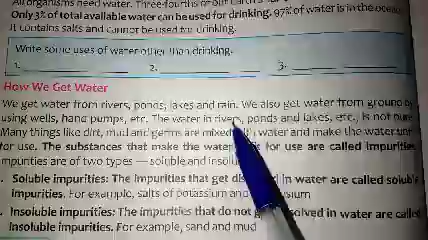 All organisms need water. Three-fourths of our Earth
Only 3% of total available water can be used for drinking. 97% of water is in the ocean
It contains salts and cannot be used for drinking.
Write some uses of water other than drinking.
1. 2. 3.
How We Get Water
We get water from rivers, ponds, lakes and rain. We also get water from ground by
using wells, hand pumps, etc. The water in rivers, ponds and lakes, etc., is not pure
Many things like dirt, mud and germs are mixed in water and make the water
for use. The substances that make the water for use are called impurities
mpurities are of two types — soluble and
Soluble impurities: The impurities that get in water are called soluble
impurities. For example, salts of potassium and
Insoluble impurities: The impurities that do not solved in water are called
insoluble impurities. For example, sand and mud